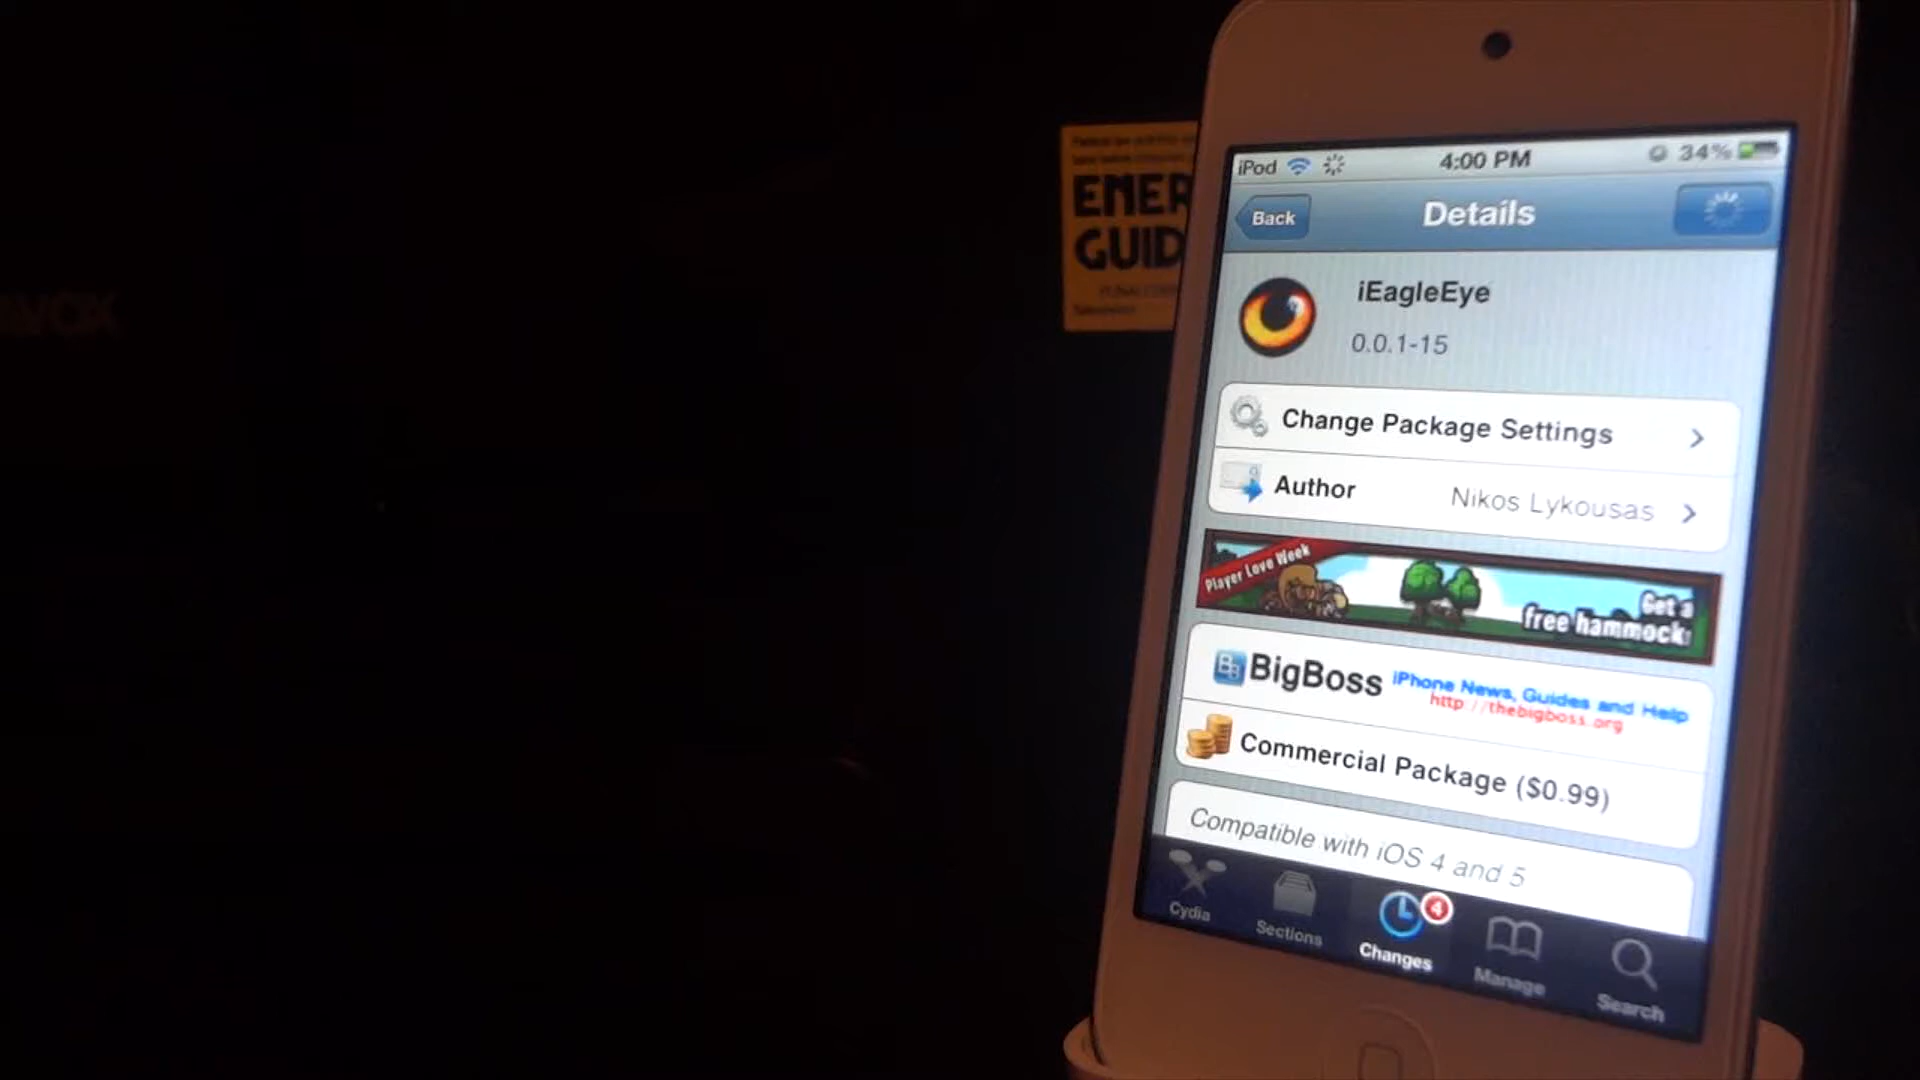 ENER
GUID
iPod
4:00 PM
34%
Back
Details
iEagleEye
0.0.1-15
Change Package Settings
Author
Nikos Lykousas
Player Love Week
Get a
free hammock!
BigBoss
iPhone News, Guides and Help
http://thebigboss.org
Commercial Package ($0.99)
Compatible with iOS 4 and 5
Cydia
Sections
4
Changes
Manage
Search